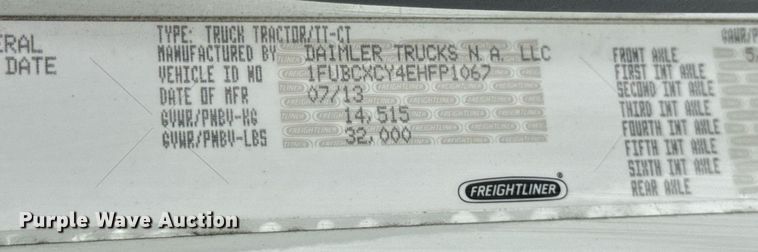 ERAL
DATE
TYPE: TRUCK TRACTOR/TT-CT
MANUFACTURED BY DAIMLER TRUCKS N.A. LLC
VEHICLE ID NO 1FUBCXCY4EHFP1067
DATE OF MFR 07/13
GVWR/PNBV-KG 14,515
GVWR/PNBV-LBS 32,000
GAWR/P
FRONT AXLE 5
FIRST INT AXLE
SECOND INT AXLE
THIRD INT AXLE
FOURTH INT AXLE
FIFTH INT AXLE
SIXTH INT AXLE
REAR AXLE
FREIGHTLINER
Purple Wave Auction